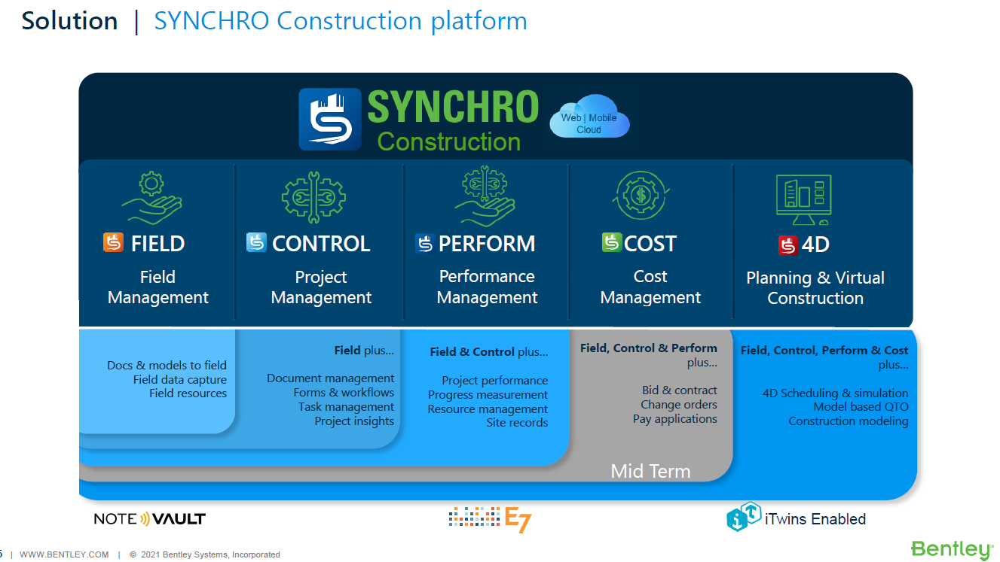 Solution | SYNCHRO Construction platform
SYNCHRO
Construction
Web | Mobile
Cloud
FIELD
Field
Management
CONTROL
Project
Management
PERFORM
Performance
Management
COST
Cost
Management
4D
Planning & Virtual
Construction
Docs & models to field
Field data capture
Field resources
Field plus...
Document management
Forms & workflows
Task management
Project insights
Field & Control plus...
Project performance
Progress measurement
Resource management
Site records
Field, Control & Perform
plus...
Bid & contract
Change orders
Pay applications
Mid Term
Field, Control, Perform & Cost
plus...
4D Scheduling & simulation
Model based QTO
Construction modeling
NOTE VAULT
E7
iTwins Enabled
| WWW.BENTLEY.COM | © 2021 Bentley Systems, Incorporated
Bentley®